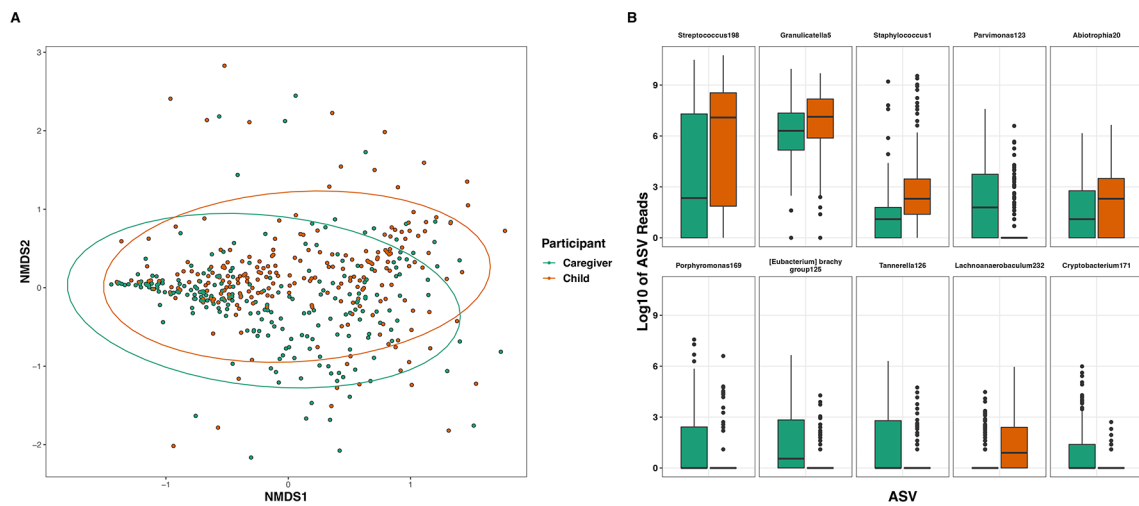 A
3
2
1
0
−1
−2
NMDS2
−1
0
1
NMDS1
Participant
Caregiver
Child
B
Streptococcus198
Granulicatella5
Staphylococcus1
Parvimonas123
Abiotrophia20
9
6
3
0
Porphyromonas169
[Eubacterium] brachy
group125
Tannerella126
Lachnoanaerobaculum232
Cryptobacterium171
9
6
3
0
Log10 of ASV Reads
ASV